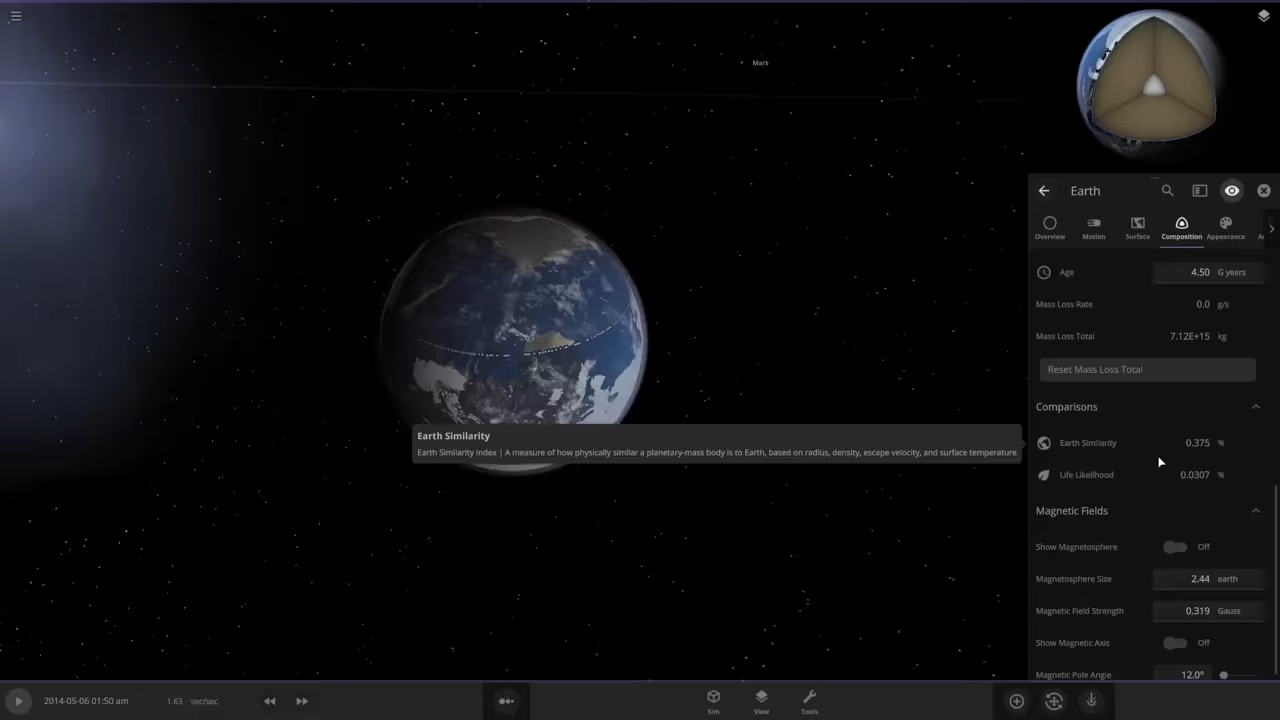 Mars
Earth
Overview
Motion
Surface
Composition
Appearance
Age 4.50 G years
Mass Loss Rate 0.0 g/s
Mass Loss Total 7.12E+15 kg
Reset Mass Loss Total
Comparisons
Earth Similarity
Earth Similarity Index | A measure of how physically similar a planetary-mass body is to Earth, based on radius, density, escape velocity, and surface temperature
Earth Similarity 0.375 %
Life Likelihood 0.0307 %
Magnetic Fields
Show Magnetosphere Off
Magnetosphere Size 2.44 earth
Magnetic Field Strength 0.319 Gauss
Show Magnetic Axis Off
Magnetic Pole Angle 12.0°
2014-05-06 01:50 am
1.63 sec/sec
Sim
View
Tools